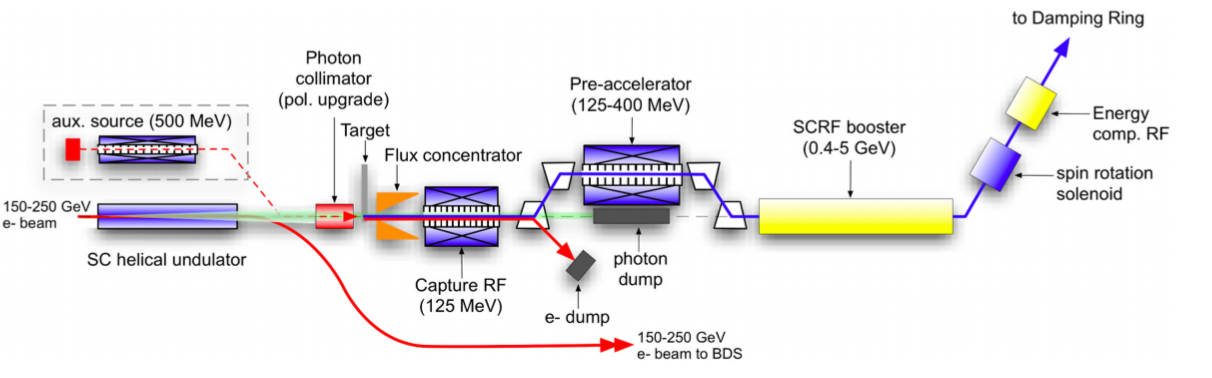 to Damping Ring
Photon
collimator
(pol. upgrade)
Pre-accelerator
(125-400 MeV)
aux. source (500 MeV)
Target
Flux concentrator
SCRF booster
(0.4-5 GeV)
Energy
comp. RF
spin rotation
solenoid
150-250 GeV
e- beam
SC helical undulator
Capture RF
(125 MeV)
photon
dump
e- dump
150-250 GeV
e- beam to BDS